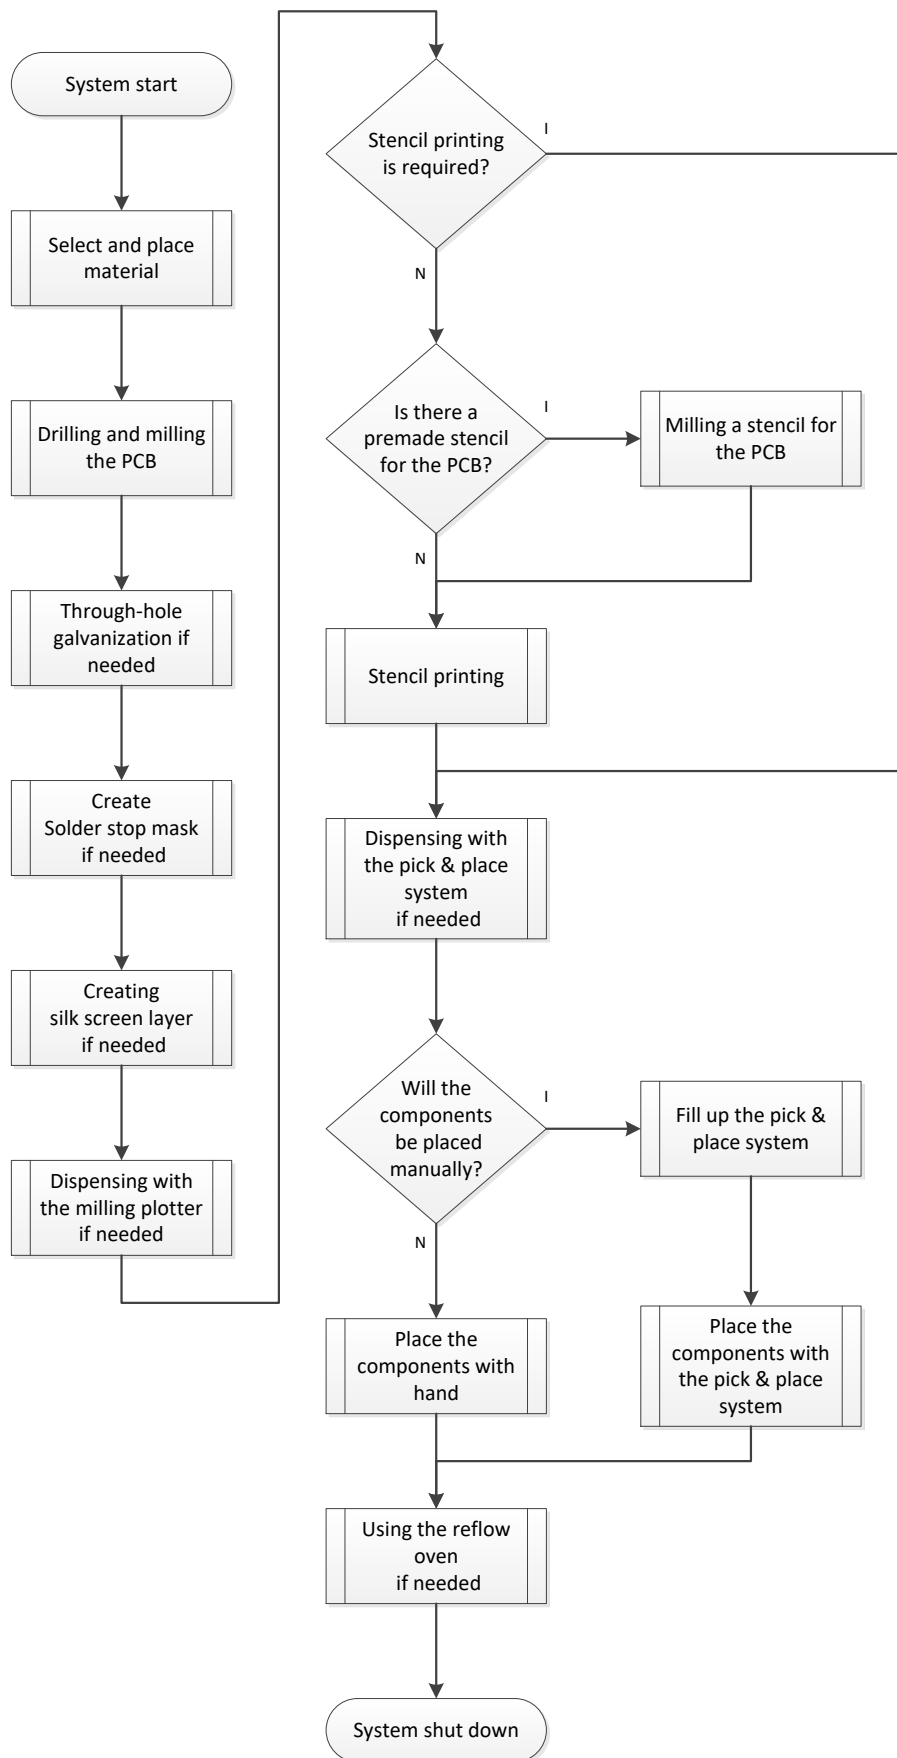 System start
Select and place
material
Drilling and milling
the PCB
Through-hole
galvanization if
needed
Create
Solder stop mask
if needed
Creating
silk screen layer
if needed
Dispensing with
the milling plotter
if needed
Stencil printing
is required?
I
N
Is there a
premade stencil
for the PCB?
I
N
Milling a stencil for
the PCB
Stencil printing
Dispensing with
the pick & place
system
if needed
Will the
components
be placed
manually?
I
N
Fill up the pick &
place system
Place the
components with
hand
Place the
components with
the pick & place
system
Using the reflow
oven
if needed
System shut down